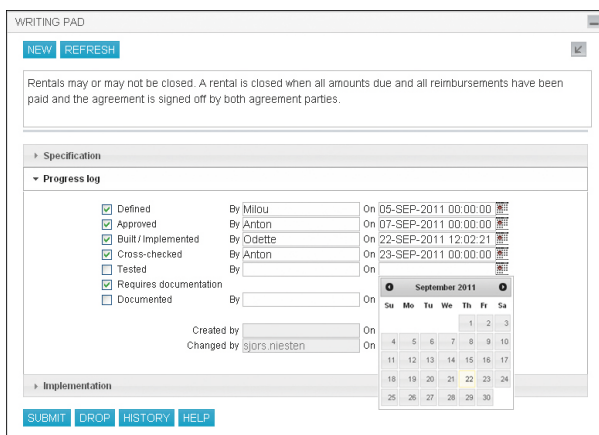 WRITING PAD
NEW REFRESH
Rentals may or may not be closed. A rental is closed when all amounts due and all reimbursements have been
paid and the agreement is signed off by both agreement parties.
Specification
Progress log
Defined By Milou On 05-SEP-2011 00:00:00
Approved By Anton On 07-SEP-2011 00:00:00
Built / Implemented By Odette On 22-SEP-2011 12:02:21
Cross-checked By Anton On 23-SEP-2011 00:00:00
Tested By On
Requires documentation
Documented By On
September 2011
Su Mo Tu We Th Fr Sa
1 2 3
4 5 6 7 8 9 10
11 12 13 14 15 16 17
18 19 20 21 22 23 24
25 26 27 28 29 30
Created by On
Changed by sjors.niesten On
Implementation
SUBMIT DROP HISTORY HELP